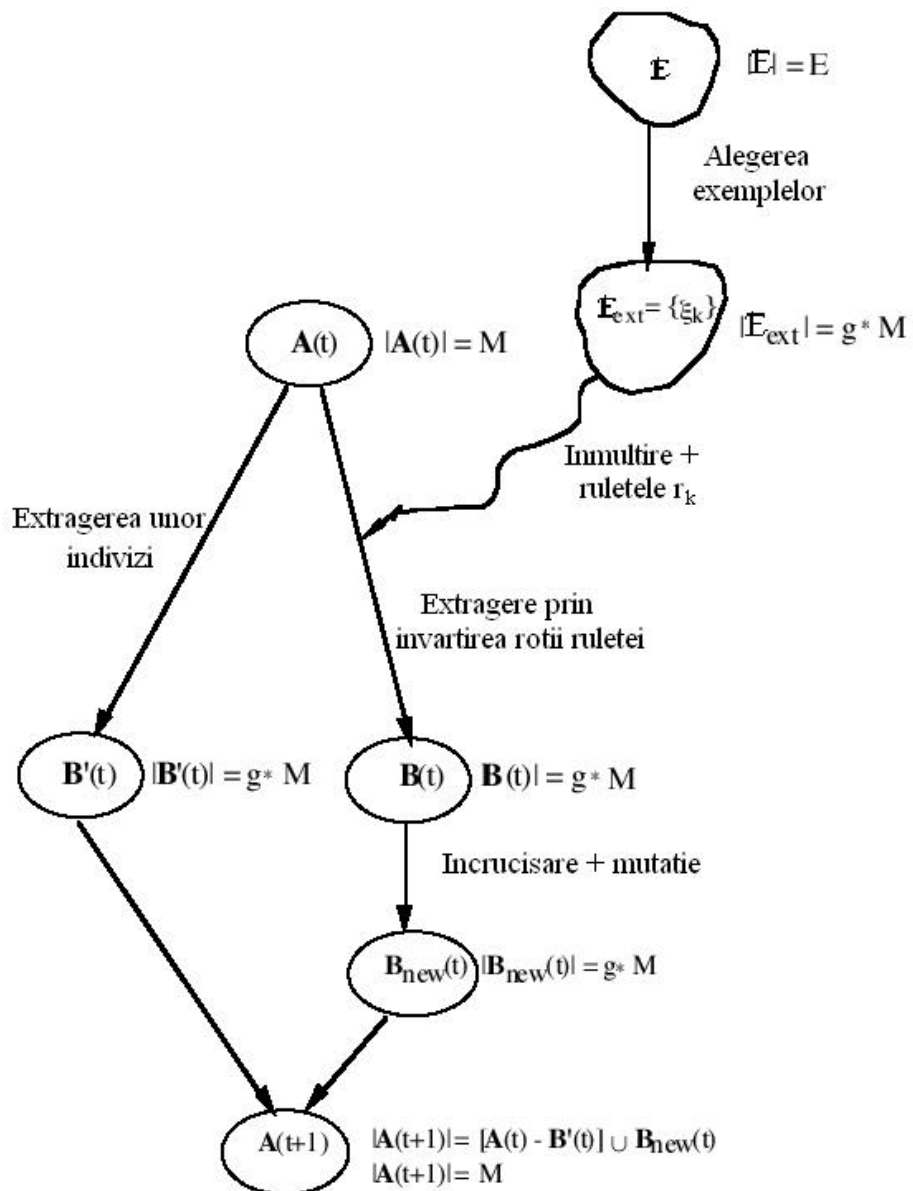 𝔼 |𝔼| = E
Alegerea
exemplelor
𝔼ext = {ξk}
|𝔼ext| = g* M
A(t) |A(t)| = M
Inmultire +
ruletele rk
Extragerea unor
indivizi
Extragere prin
invartirea rotii ruletei
B'(t) |B'(t)| = g* M
B(t) B(t)| = g* M
Incrucisare + mutatie
Bnew(t) |Bnew(t)| = g* M
A(t+1) |A(t+1)| = [A(t) - B'(t)] ∪ Bnew(t)
|A(t+1)| = M